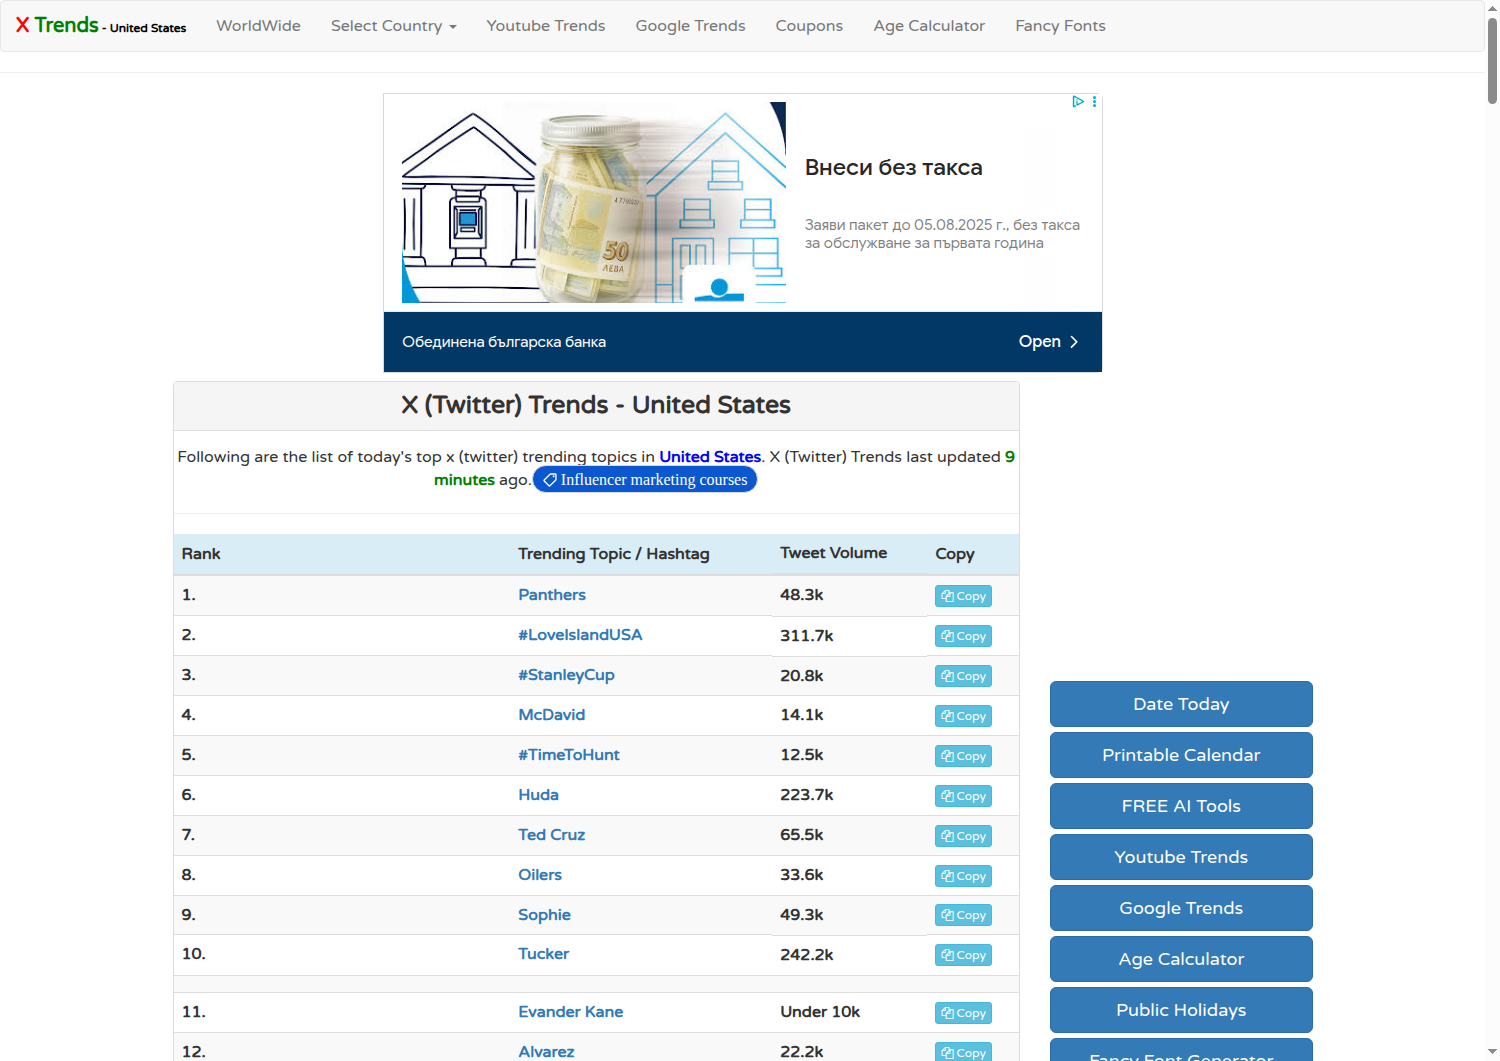 X Trends - United States
WorldWide
Select Country
Youtube Trends
Google Trends
Coupons
Age Calculator
Fancy Fonts
50
ЛЕВА
Внеси без такса
Заяви пакет до 05.08.2025 г., без такса
за обслужване за първата година
Обединена българска банка
Open
X (Twitter) Trends - United States
Following are the list of today's top x (twitter) trending topics in United States. X (Twitter) Trends last updated 9
minutes ago. Influencer marketing courses
Rank Trending Topic / Hashtag Tweet Volume Copy
1. Panthers 48.3k Copy
2. #LoveIslandUSA 311.7k Copy
3. #StanleyCup 20.8k Copy
4. McDavid 14.1k Copy
5. #TimeToHunt 12.5k Copy
6. Huda 223.7k Copy
7. Ted Cruz 65.5k Copy
8. Oilers 33.6k Copy
9. Sophie 49.3k Copy
10. Tucker 242.2k Copy
11. Evander Kane Under 10k Copy
12. Alvarez 22.2k Copy
Date Today
Printable Calendar
FREE AI Tools
Youtube Trends
Google Trends
Age Calculator
Public Holidays
Fancy Font Generator